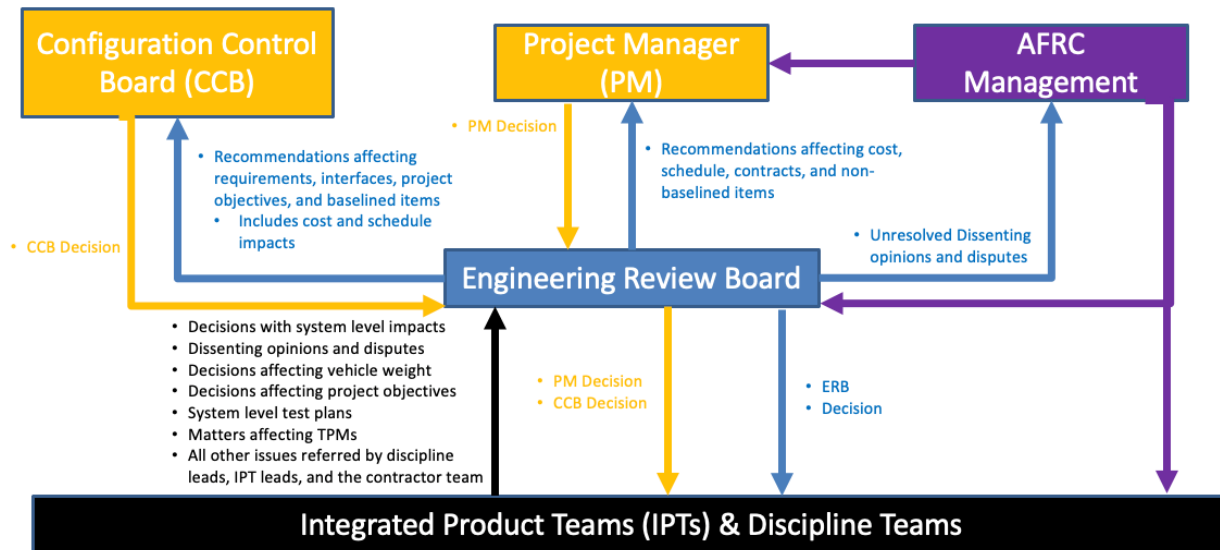 Configuration Control
Board (CCB)
Project Manager
(PM)
AFRC
Management
• PM Decision
• Recommendations affecting
requirements, interfaces, project
objectives, and baselined items
• Includes cost and schedule
impacts
• Recommendations affecting cost,
schedule, contracts, and non-
baselined items
• CCB Decision
• Unresolved Dissenting
opinions and disputes
Engineering Review Board
• Decisions with system level impacts
• Dissenting opinions and disputes
• Decisions affecting vehicle weight
• Decisions affecting project objectives
• System level test plans
• Matters affecting TPMs
• All other issues referred by discipline
leads, IPT leads, and the contractor team
• PM Decision
• CCB Decision
• ERB
• Decision
Integrated Product Teams (IPTs) & Discipline Teams